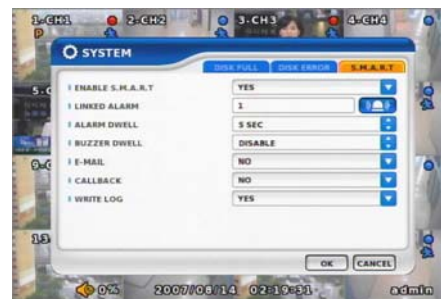 1-CH1 2-CH2 3-CH3 4-CH4
P
SYSTEM
DISK FULL DISK ERROR S.M.A.R.T
ENABLE S.M.A.R.T YES
LINKED ALARM 1
ALARM DWELL 5 SEC
BUZZER DWELL DISABLE
E-MAIL NO
CALLBACK NO
WRITE LOG YES
OK CANCEL
0% 2007/08/14 02:19:31 admin